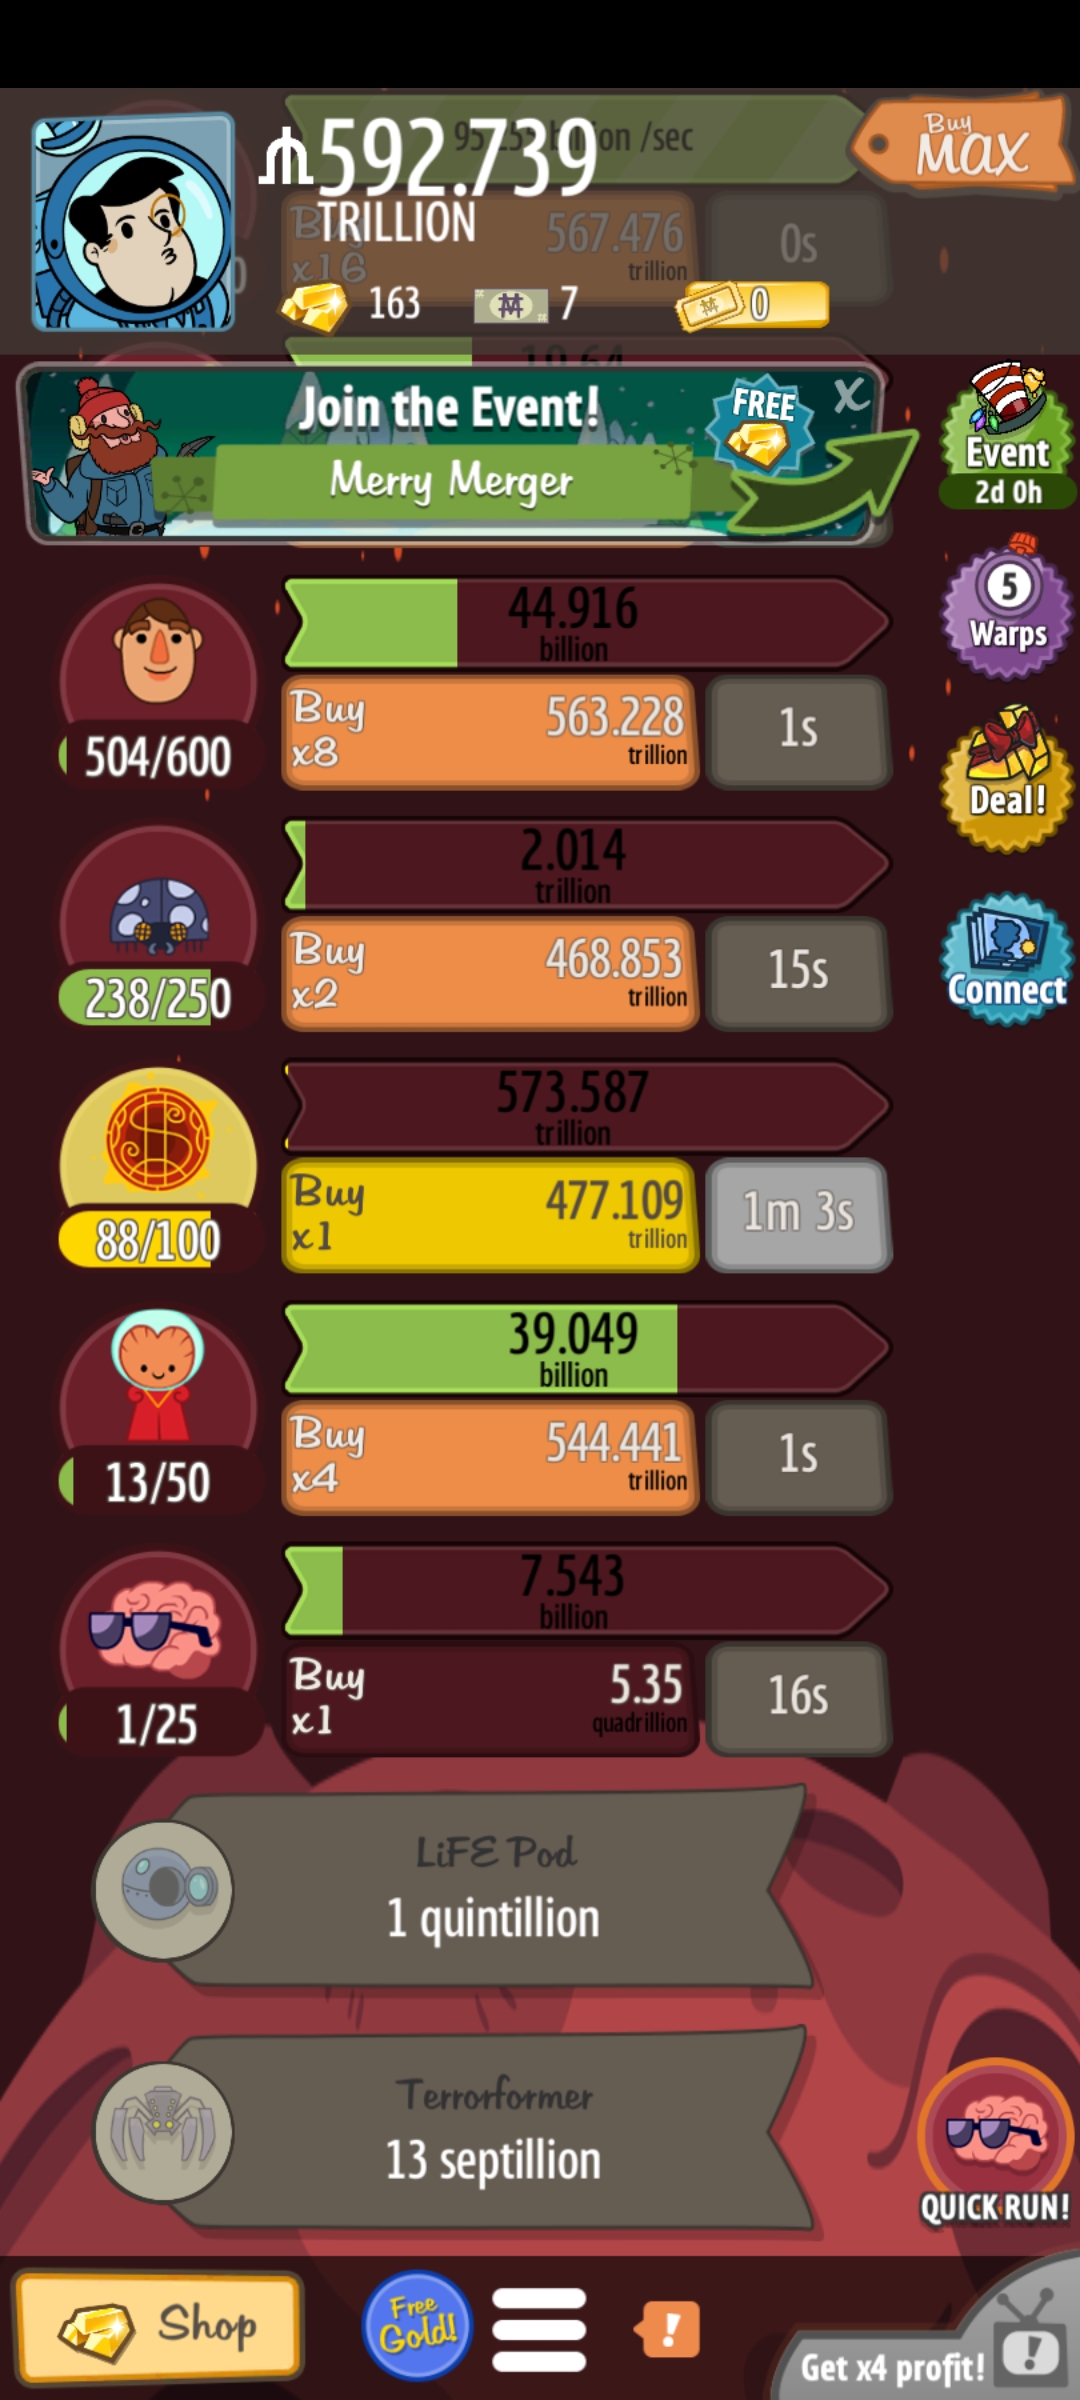 592.739
TRILLION
Buy
MAX
/sec
Buy
x16
567.476
trillion
0s
163
7
0
19.64
Join the Event!
FREE
X
Merry Merger
Event
2d 0h
44.916
billion
Buy
x8
563.228
trillion
1s
504/600
5
Warps
2.014
trillion
Buy
x2
468.853
trillion
15s
238/250
Deal!
Connect
573.587
trillion
Buy
x1
477.109
trillion
1m 3s
88/100
39.049
billion
Buy
x4
544.441
trillion
1s
13/50
7.543
billion
Buy
x1
5.35
quadrillion
16s
1/25
LiFE Pod
1 quintillion
Terrorformer
13 septillion
QUICK RUN!
Shop
Free
Gold!
!
Get x4 profit!
!